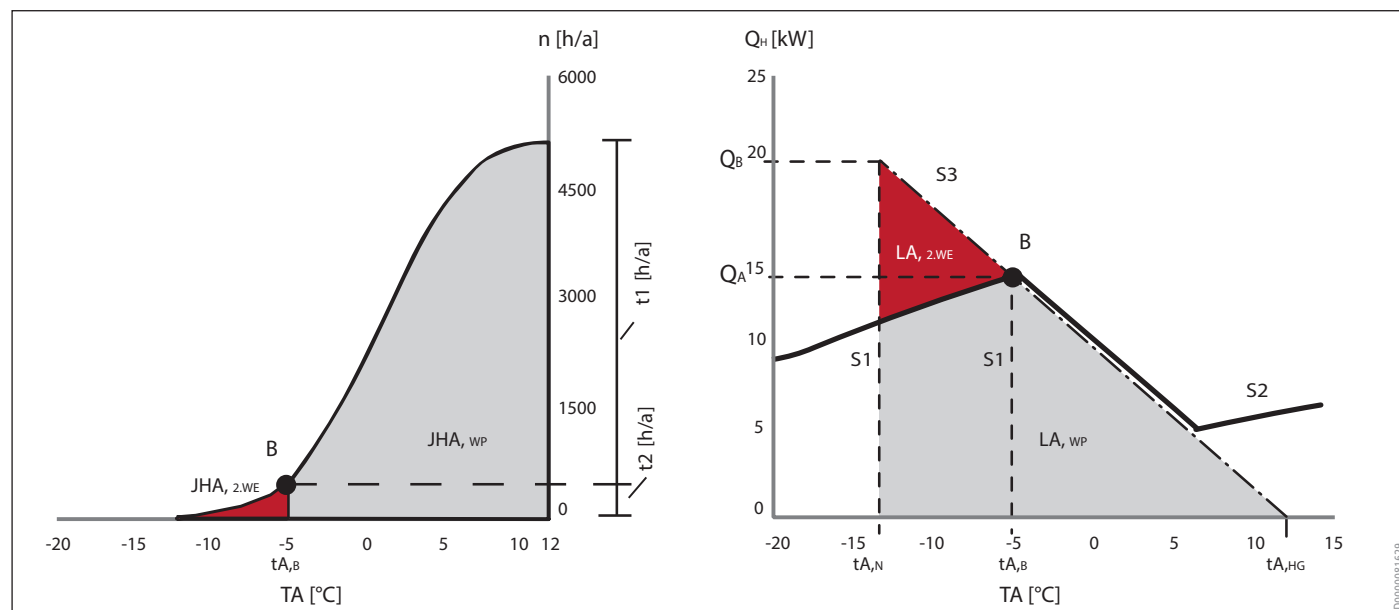 n [h/a]
6000
4500
3000
1500
0
t1 [h/a]
t2 [h/a]
B
JHA, WP
JHA, 2.WE
-20 -15 -10 -5 0 5 10 12
tA,B
TA [°C]
QH [kW]
25
QB 20
S3
B
LA, 2.WE
QA 15
10
S1 S1
S2
5
LA, WP
0
-20 -15 -10 -5 0 5 10 15
tA,N tA,B tA,HG
TA [°C]
D0000081629